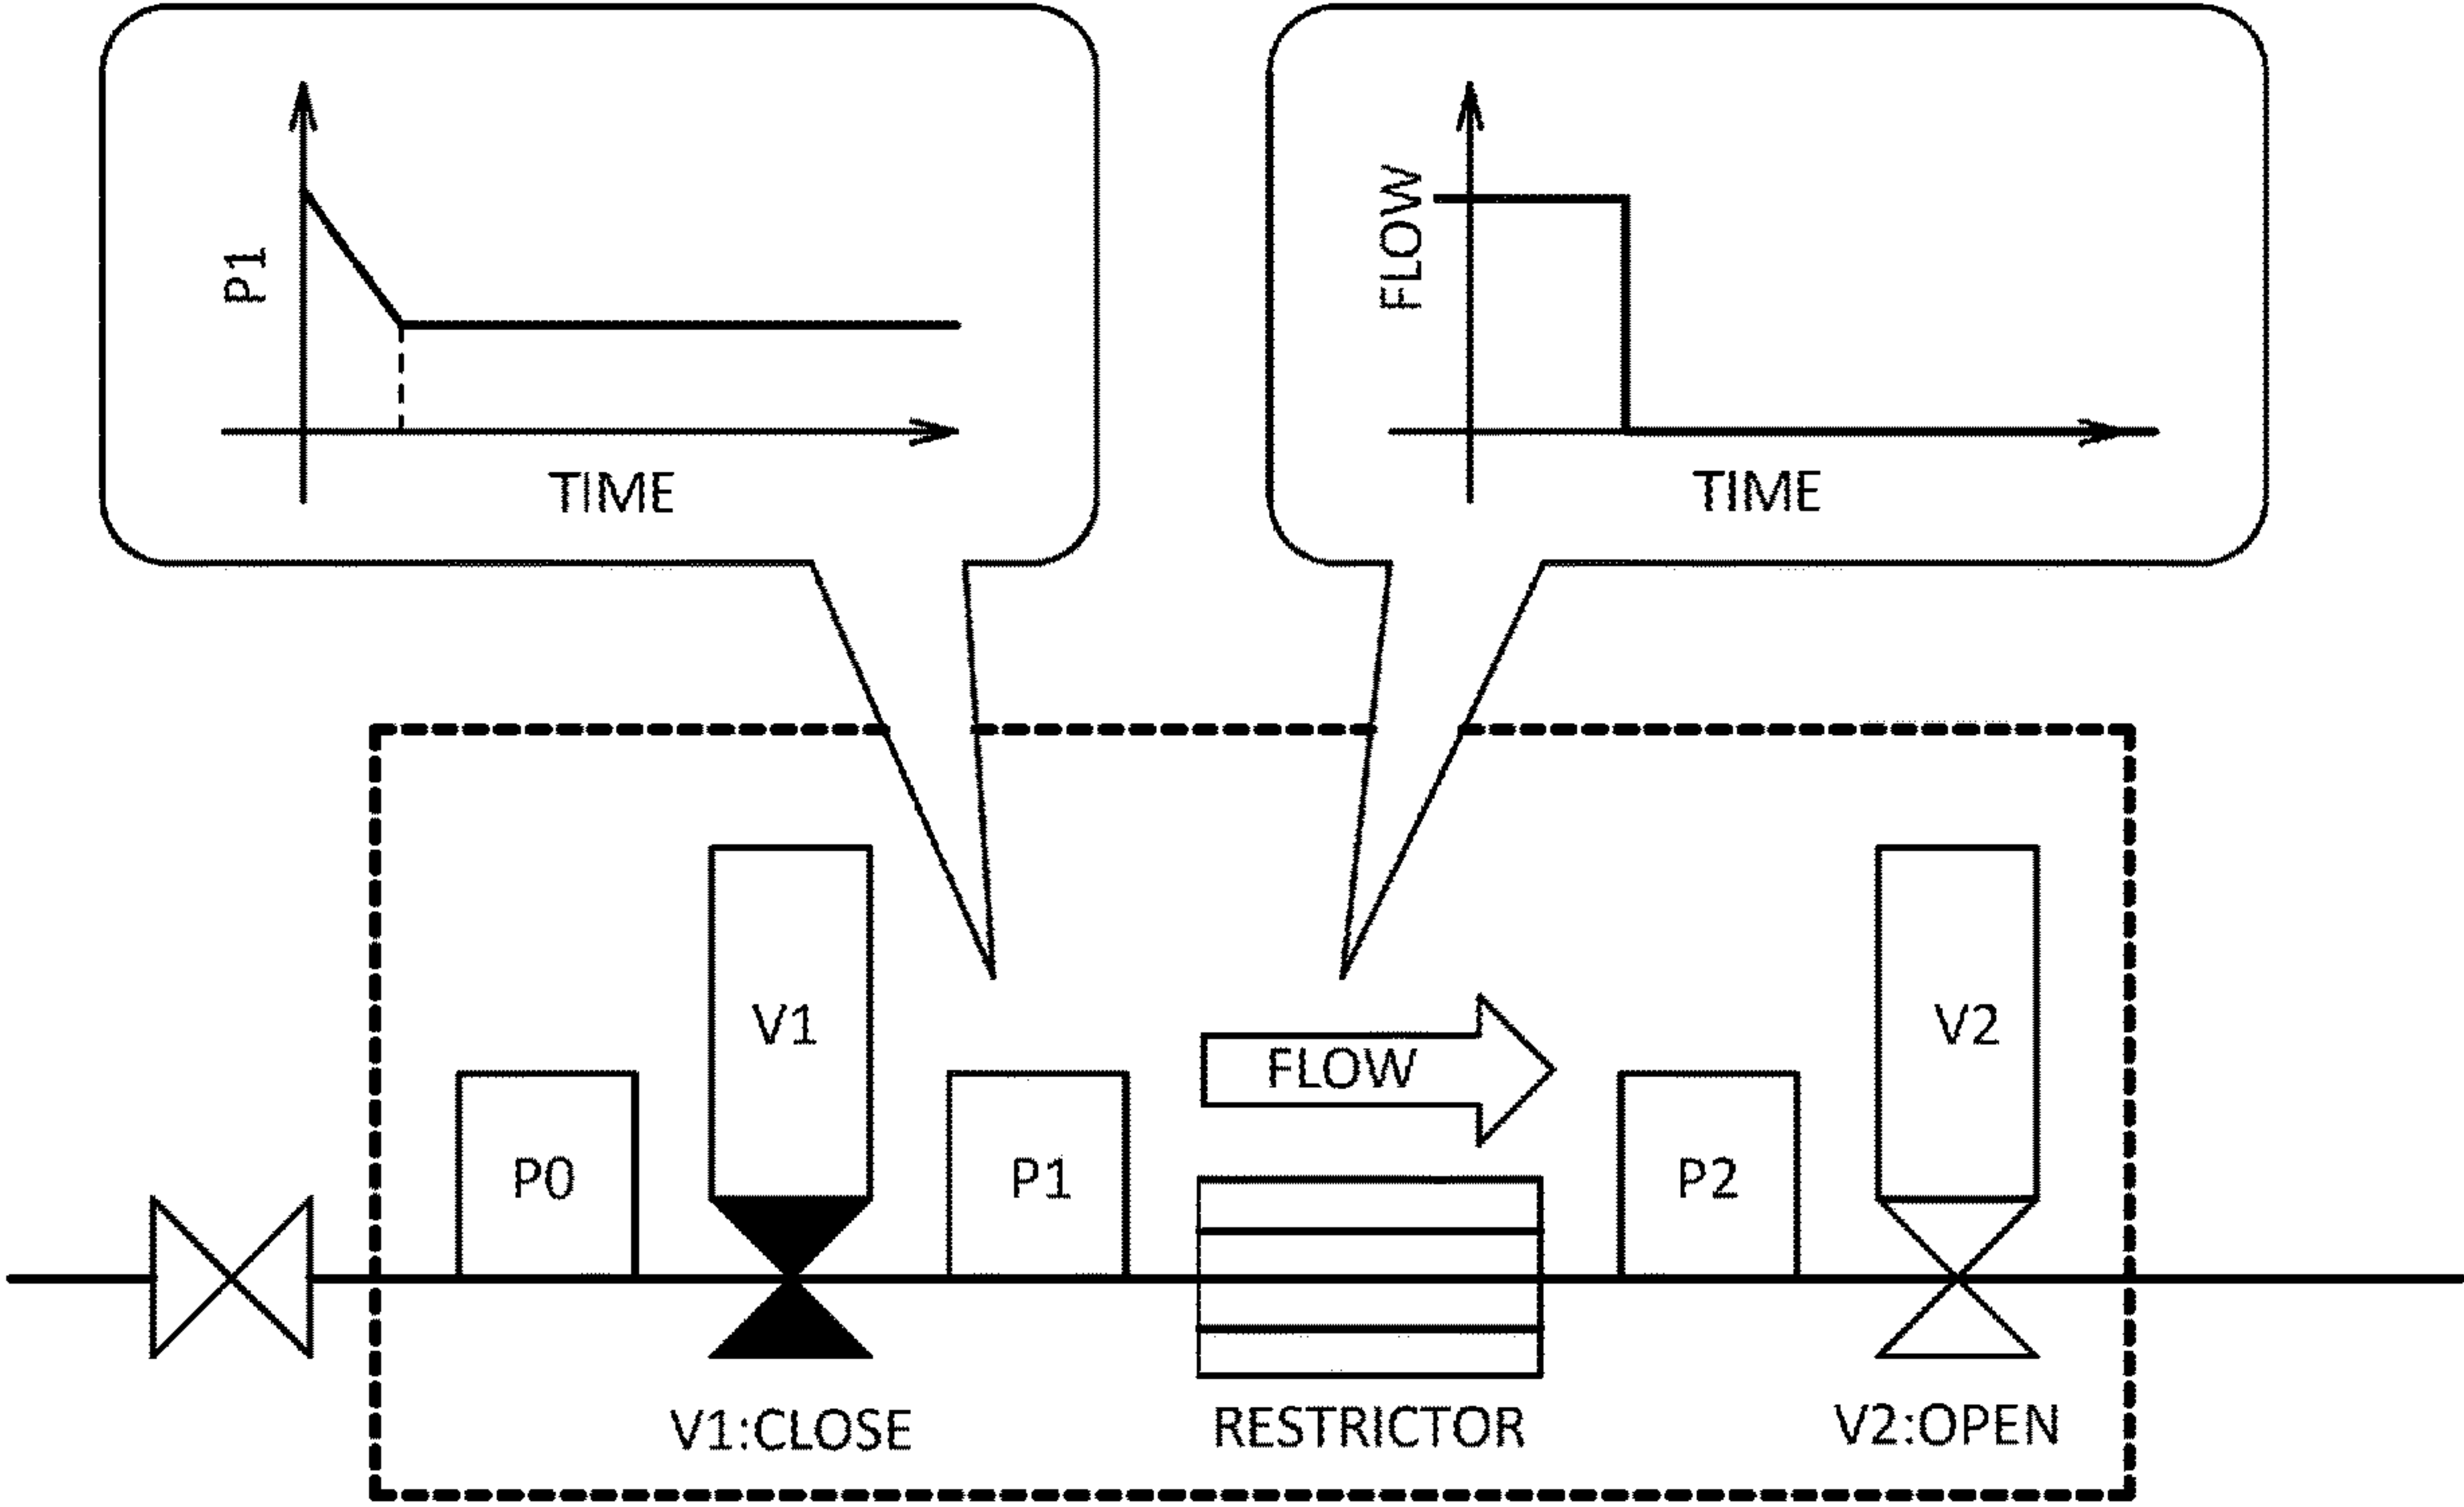 P1
TIME
FLOW
TIME
V1
V2
FLOW
P0
P1
P2
V1:CLOSE
RESTRICTOR
V2:OPEN